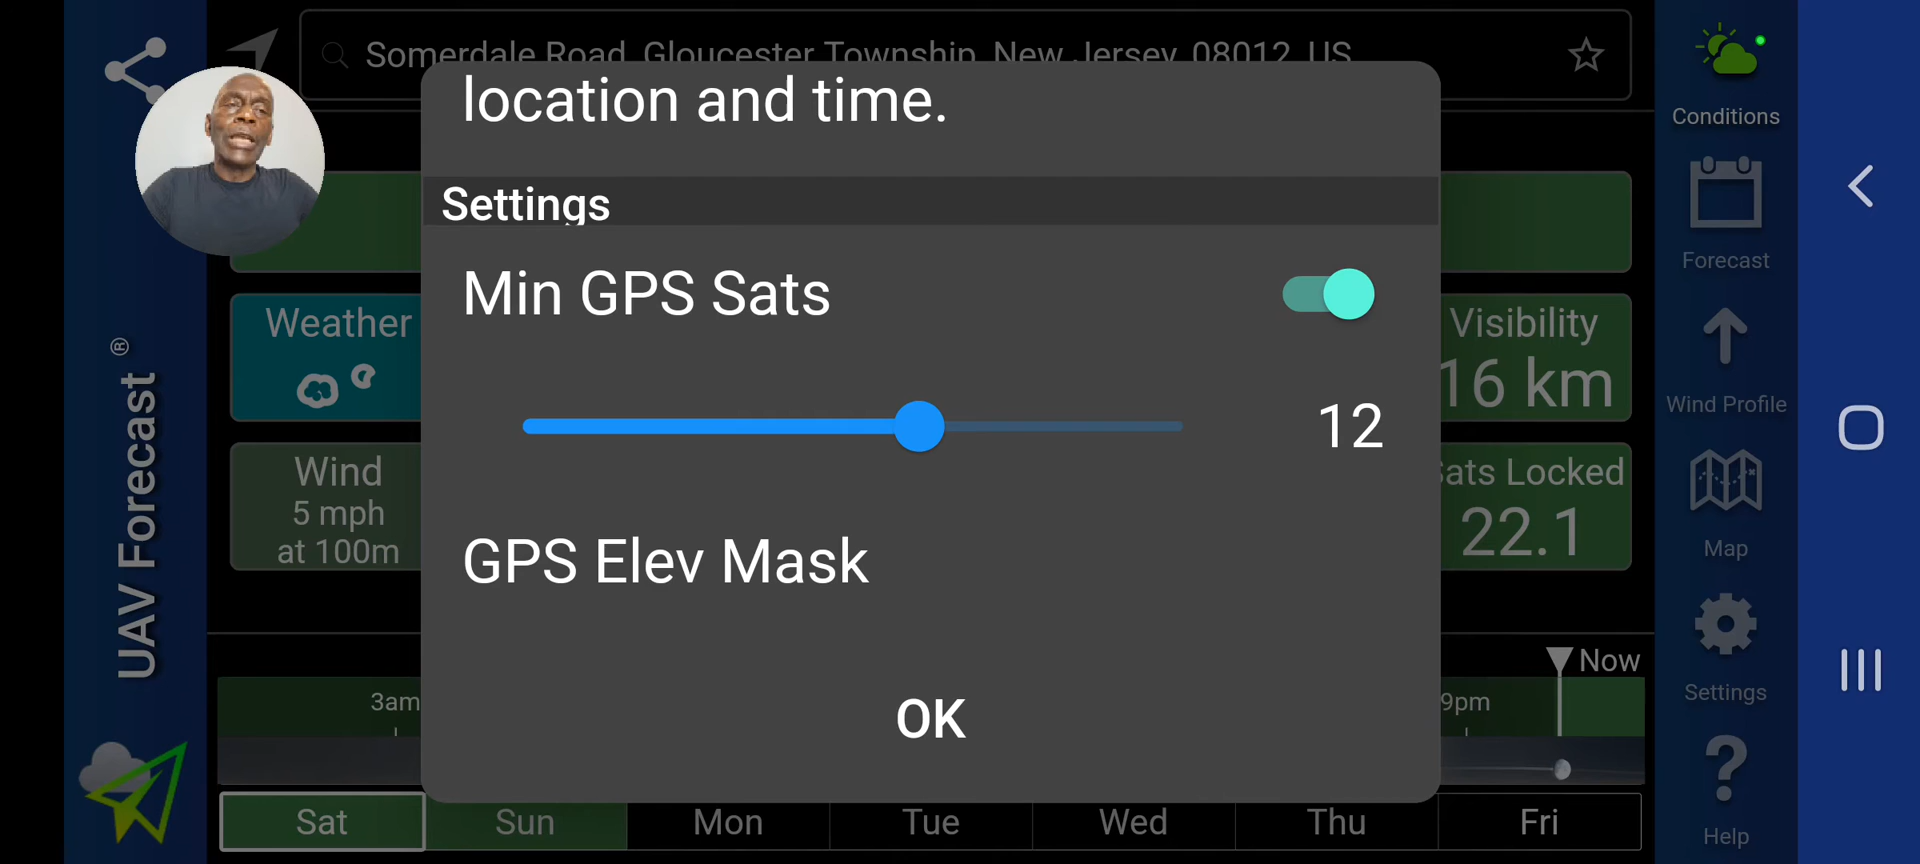 Somerdale Road, Gloucester Township, New Jersey, 08012, US
location and time.
Settings
Min GPS Sats
12
GPS Elev Mask
OK
UAV Forecast®
Weather
Wind
5 mph
at 100m
Visibility
16 km
Sats Locked
22.1
3am
9pm
Now
Sat
Sun
Mon
Tue
Wed
Thu
Fri
Conditions
Forecast
Wind Profile
Map
Settings
Help